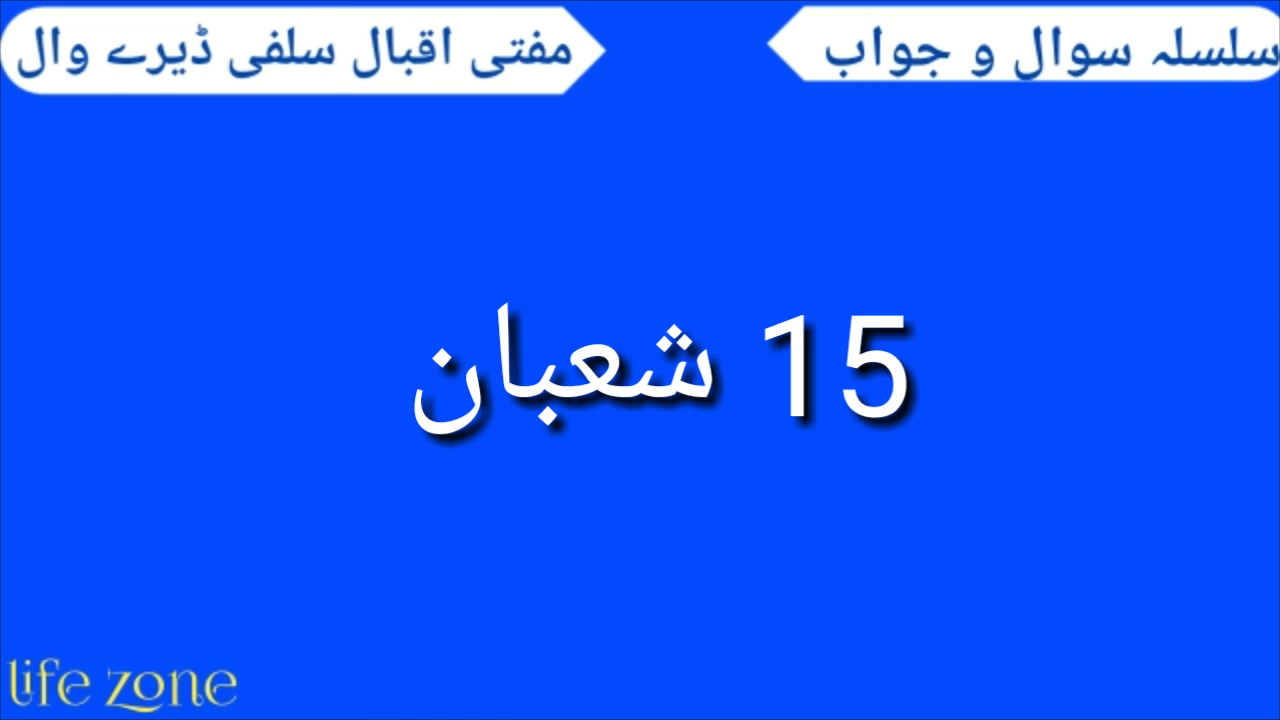 سلسلہ سوال و جواب
مفتی اقبال سلفی ڈیرے وال
15 شعبان
life zone